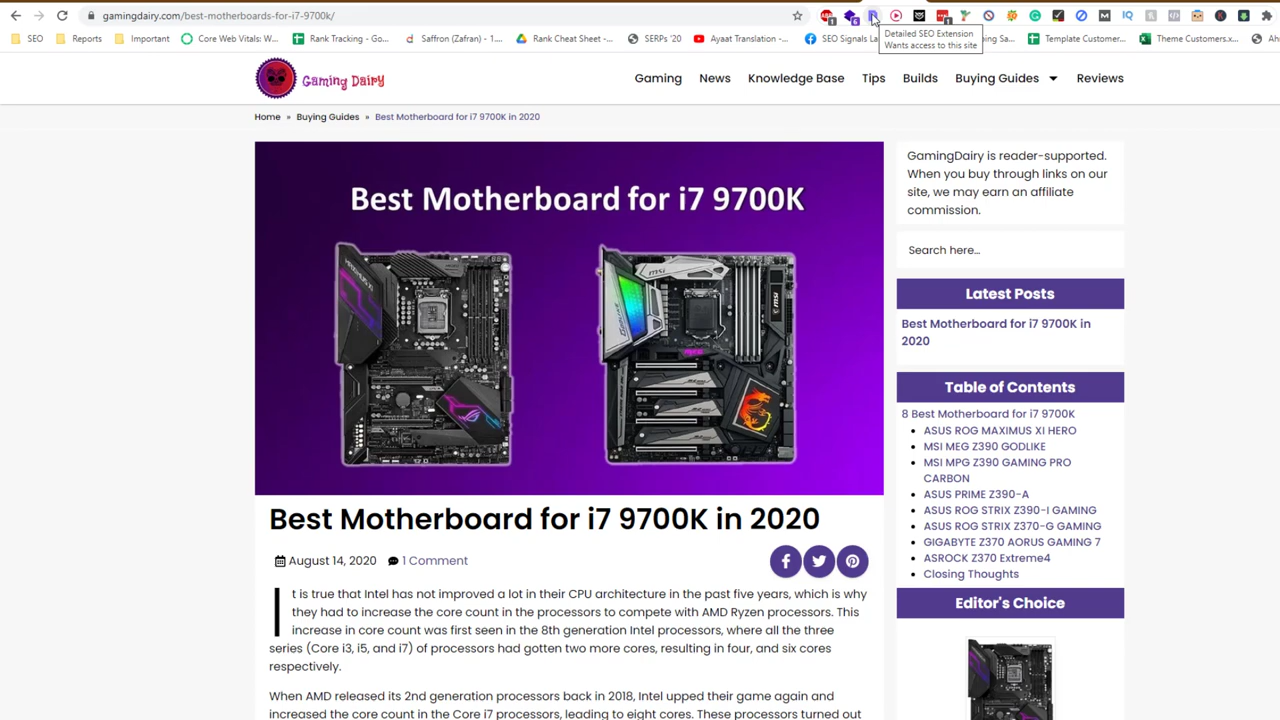 gamingdairy.com/best-motherboards-for-i7-9700k/
Detailed SEO Extension
Wants access to this site
SEO
Reports
Important
Core Web Vitals: W...
Rank Tracking - Go...
Saffron (Zafran) - 1...
Rank Cheat Sheet -...
SERPs '20
Ayaat Translation -...
SEO Signals La
ping Sa...
Template Customer...
Theme Customers.x...
Gaming Dairy
Gaming
News
Knowledge Base
Tips
Builds
Buying Guides
Reviews
Home » Buying Guides » Best Motherboard for i7 9700K in 2020
Best Motherboard for i7 9700K
msi
Best Motherboard for i7 9700K in 2020
August 14, 2020
1 Comment
It is true that Intel has not improved a lot in their CPU architecture in the past five years, which is why
they had to increase the core count in the processors to compete with AMD Ryzen processors. This
increase in core count was first seen in the 8th generation Intel processors, where all the three
series (Core i3, i5, and i7) of processors had gotten two more cores, resulting in four, and six cores
respectively.
When AMD released its 2nd generation processors back in 2018, Intel upped their game again and
increased the core count in the Core i7 processors, leading to eight cores. These processors turned out
GamingDairy is reader-supported.
When you buy through links on our
site, we may earn an affiliate
commission.
Search here...
Latest Posts
Best Motherboard for i7 9700K in
2020
Table of Contents
8 Best Motherboard for i7 9700K
ASUS ROG MAXIMUS XI HERO
MSI MEG Z390 GODLIKE
MSI MPG Z390 GAMING PRO
CARBON
ASUS PRIME Z390-A
ASUS ROG STRIX Z390-I GAMING
ASUS ROG STRIX Z370-G GAMING
GIGABYTE Z370 AORUS GAMING 7
ASROCK Z370 Extreme4
Closing Thoughts
Editor's Choice